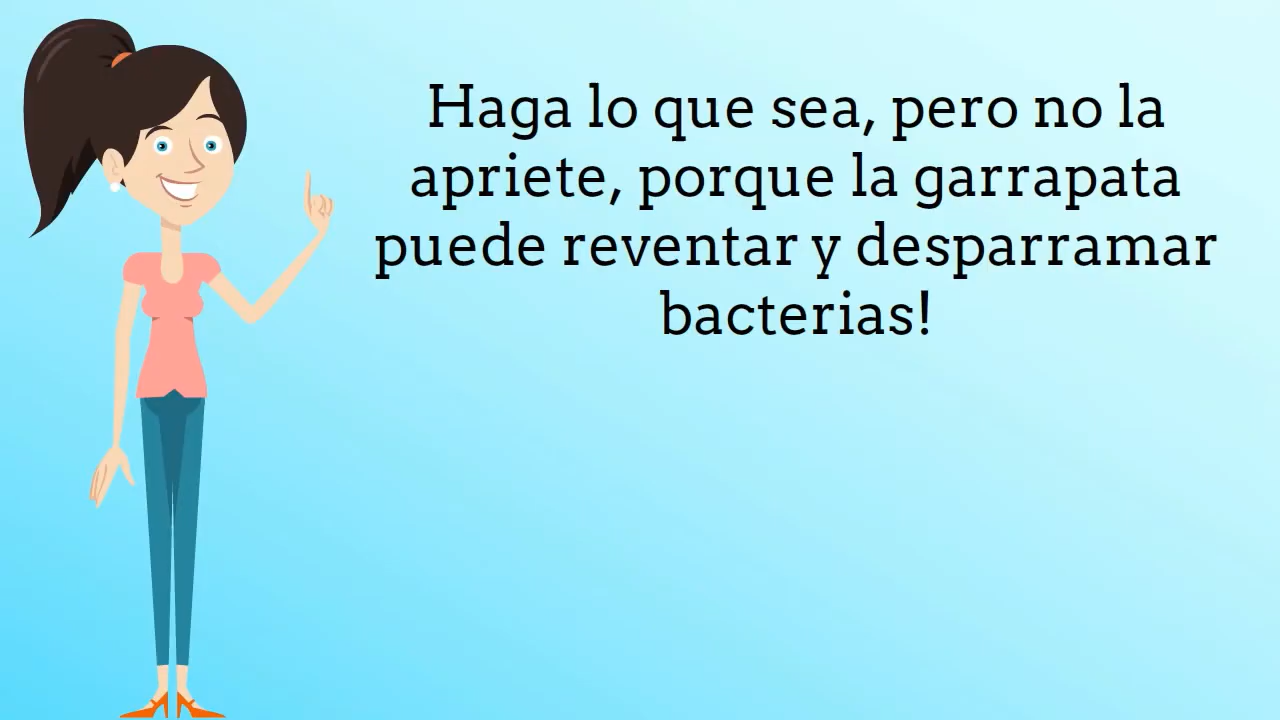 Haga lo que sea, pero no la
apriete, porque la garrapata
puede reventar y desparramar
bacterias!